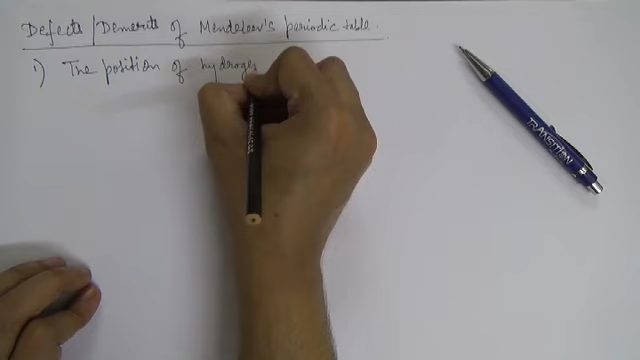 Defects/Demerits of Mendeleev's periodic table.
1) The position of hydrogen
TRANSITION